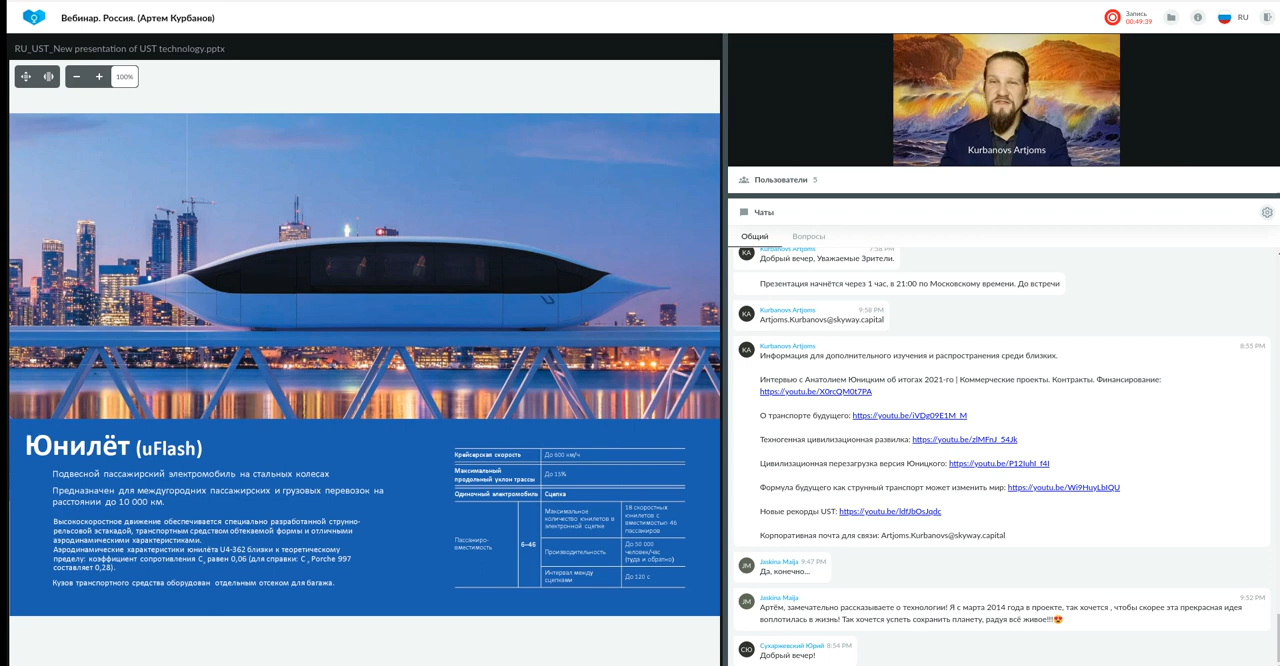 Вебинар. Россия. (Артем Курбанов)
Запись
00:49:39
RU
RU_UST_New presentation of UST technology.pptx
100%
Юнилёт (uFlash)
Подвесной пассажирский электромобиль на стальных колесах
Предназначен для междугородних пассажирских и грузовых перевозок на
расстояния до 10 000 км.
Высокоскоростное движение обеспечивается специально разработанной струнно-
рельсовой эстакадой, транспортным средством обтекаемой формы и отличными
аэродинамическими характеристиками.
Аэродинамические характеристики юнилёта U4-362 близки к теоретическому
пределу: коэффициент сопротивления Cx равен 0,06 (для справки: Cx Porche 997
составляет 0,28).
Кузов транспортного средства оборудован отдельным отсеком для багажа.
Крейсерская скорость До 600 км/ч
Максимальный
продольный уклон трассы До 15%
Одиночный электромобиль Сцепка
Пассажиро-
вместимость
6–46
Максимальное
количество юнилетов в
электронной сцепке
18 скоростных
юнилетов с
вместимостью 46
пассажиров
Производительность
До 50 000
человек/час
(туда и обратно)
Интервал между
сцепками
До 120 с
Kurbanovs Artjoms
Пользователи 5
Чаты
Общий Вопросы
KA
Kurbanovs Artjoms 7:58 PM
Добрый вечер, Уважаемые Зрители.
Презентация начнётся через 1 час, в 21:00 по Московскому времени. До встречи
KA
Kurbanovs Artjoms 9:58 PM
Artjoms.Kurbanovs@skyway.capital
KA
Kurbanovs Artjoms 8:55 PM
Информация для дополнительного изучения и распространения среди близких.
Интервью с Анатолием Юницким об итогах 2021-го | Коммерческие проекты. Контракты. Финансирование:
https://youtu.be/X0rcQM0t7PA
О транспорте будущего: https://youtu.be/iVDg09E1M_M
Техногенная цивилизационная развилка: https://youtu.be/zlMFnJ_54Jk
Цивилизационная перезагрузка версия Юницкого: https://youtu.be/P12IuhI_f4I
Формула будущего как струнный транспорт может изменить мир: https://youtu.be/Wi9HuyLbIQU
Новые рекорды UST: https://youtu.be/ldfJbOsJqdc
Корпоративная почта для связи: Artjoms.Kurbanovs@skyway.capital
JM
Jaskina Maija 9:47 PM
Да, конечно...
JM
Jaskina Maija 9:52 PM
Артём, замечательно рассказываете о технологии! Я с марта 2014 года в проекте, так хочется , чтобы скорее эта прекрасная идея
воплотилась в жизнь! Так хочется успеть сохранить планету, радуя всё живое!!!😍
СЮ
Сухаржевский Юрий 8:54 PM
Добрый вечер!